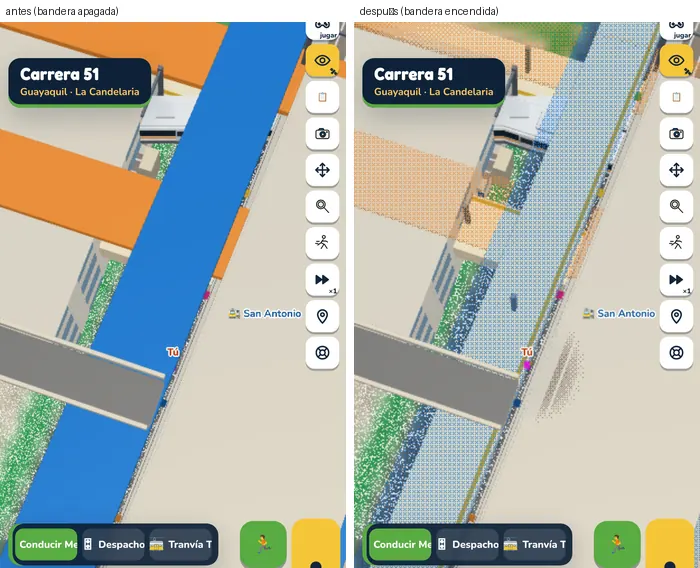 antes (bandera apagada)
jugar
Carrera 51
Guayaquil · La Candelaria
×1
San Antonio
Tú
Conducir Me
Despacho
Tranvía T
(bandera encendida)
jugar
Carrera 51
Guayaquil · La Candelaria
×1
San Antonio
Tú
Conducir Me
Despacho
Tranvía T